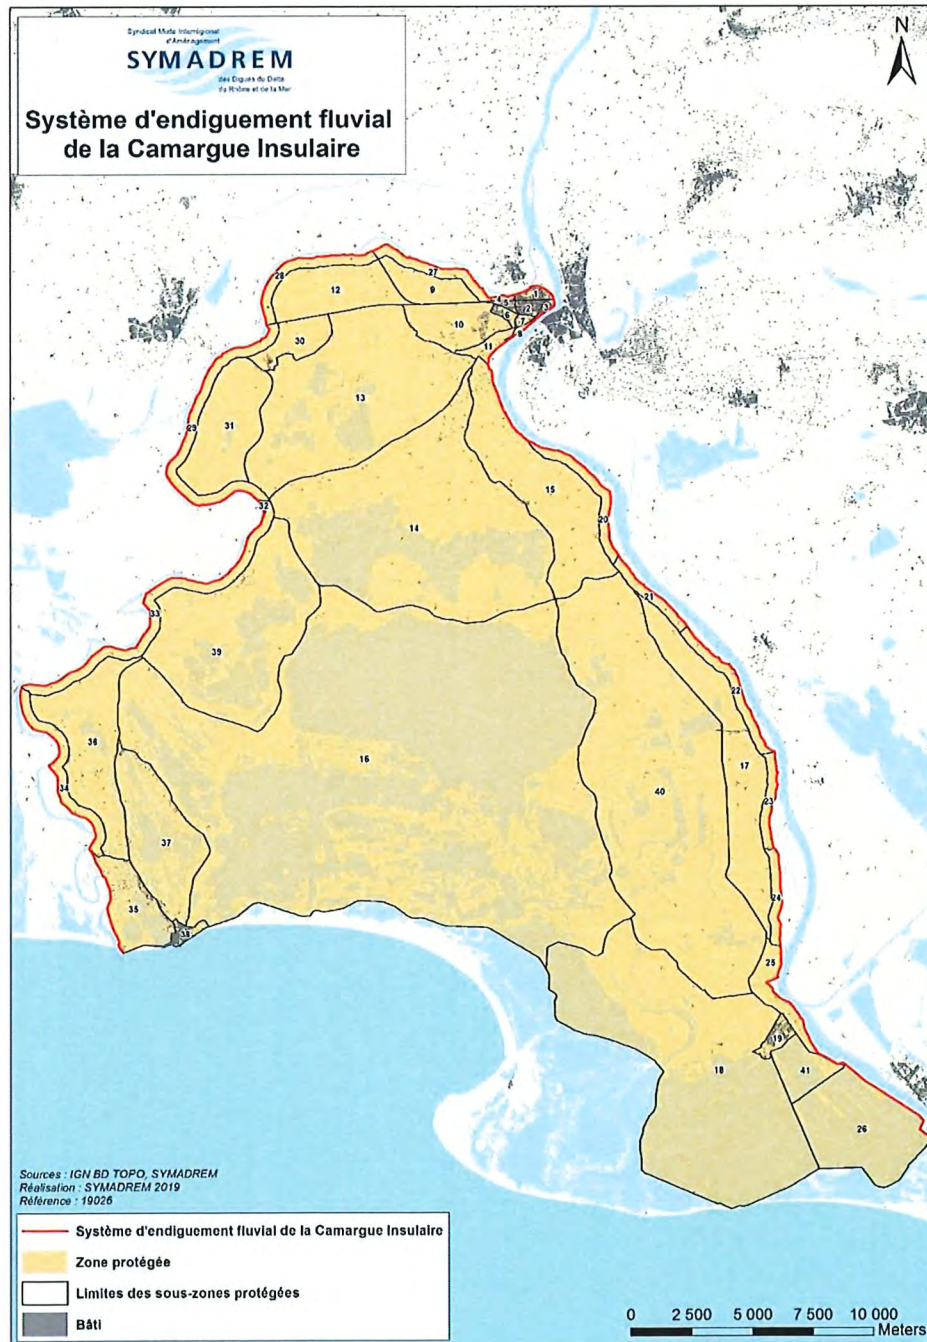 Syndicat Mixte Interrégional
d'Aménagement
SYMADREM
des Digues du Delta
du Rhône et de la Mer
Système d'endiguement fluvial
de la Camargue Insulaire
N
28
27
12
9
1
4
5
2
3
6
7
8
10
11
30
13
31
29
15
32
20
14
21
33
39
22
36
16
17
34
40
23
37
24
35
38
25
19
18
41
26
Sources : IGN BD TOPO, SYMADREM
Réalisation : SYMADREM 2019
Référence : 19026
Système d'endiguement fluvial de la Camargue Insulaire
Zone protégée
Limites des sous-zones protégées
Bâti
0 2 500 5 000 7 500 10 000
Meters